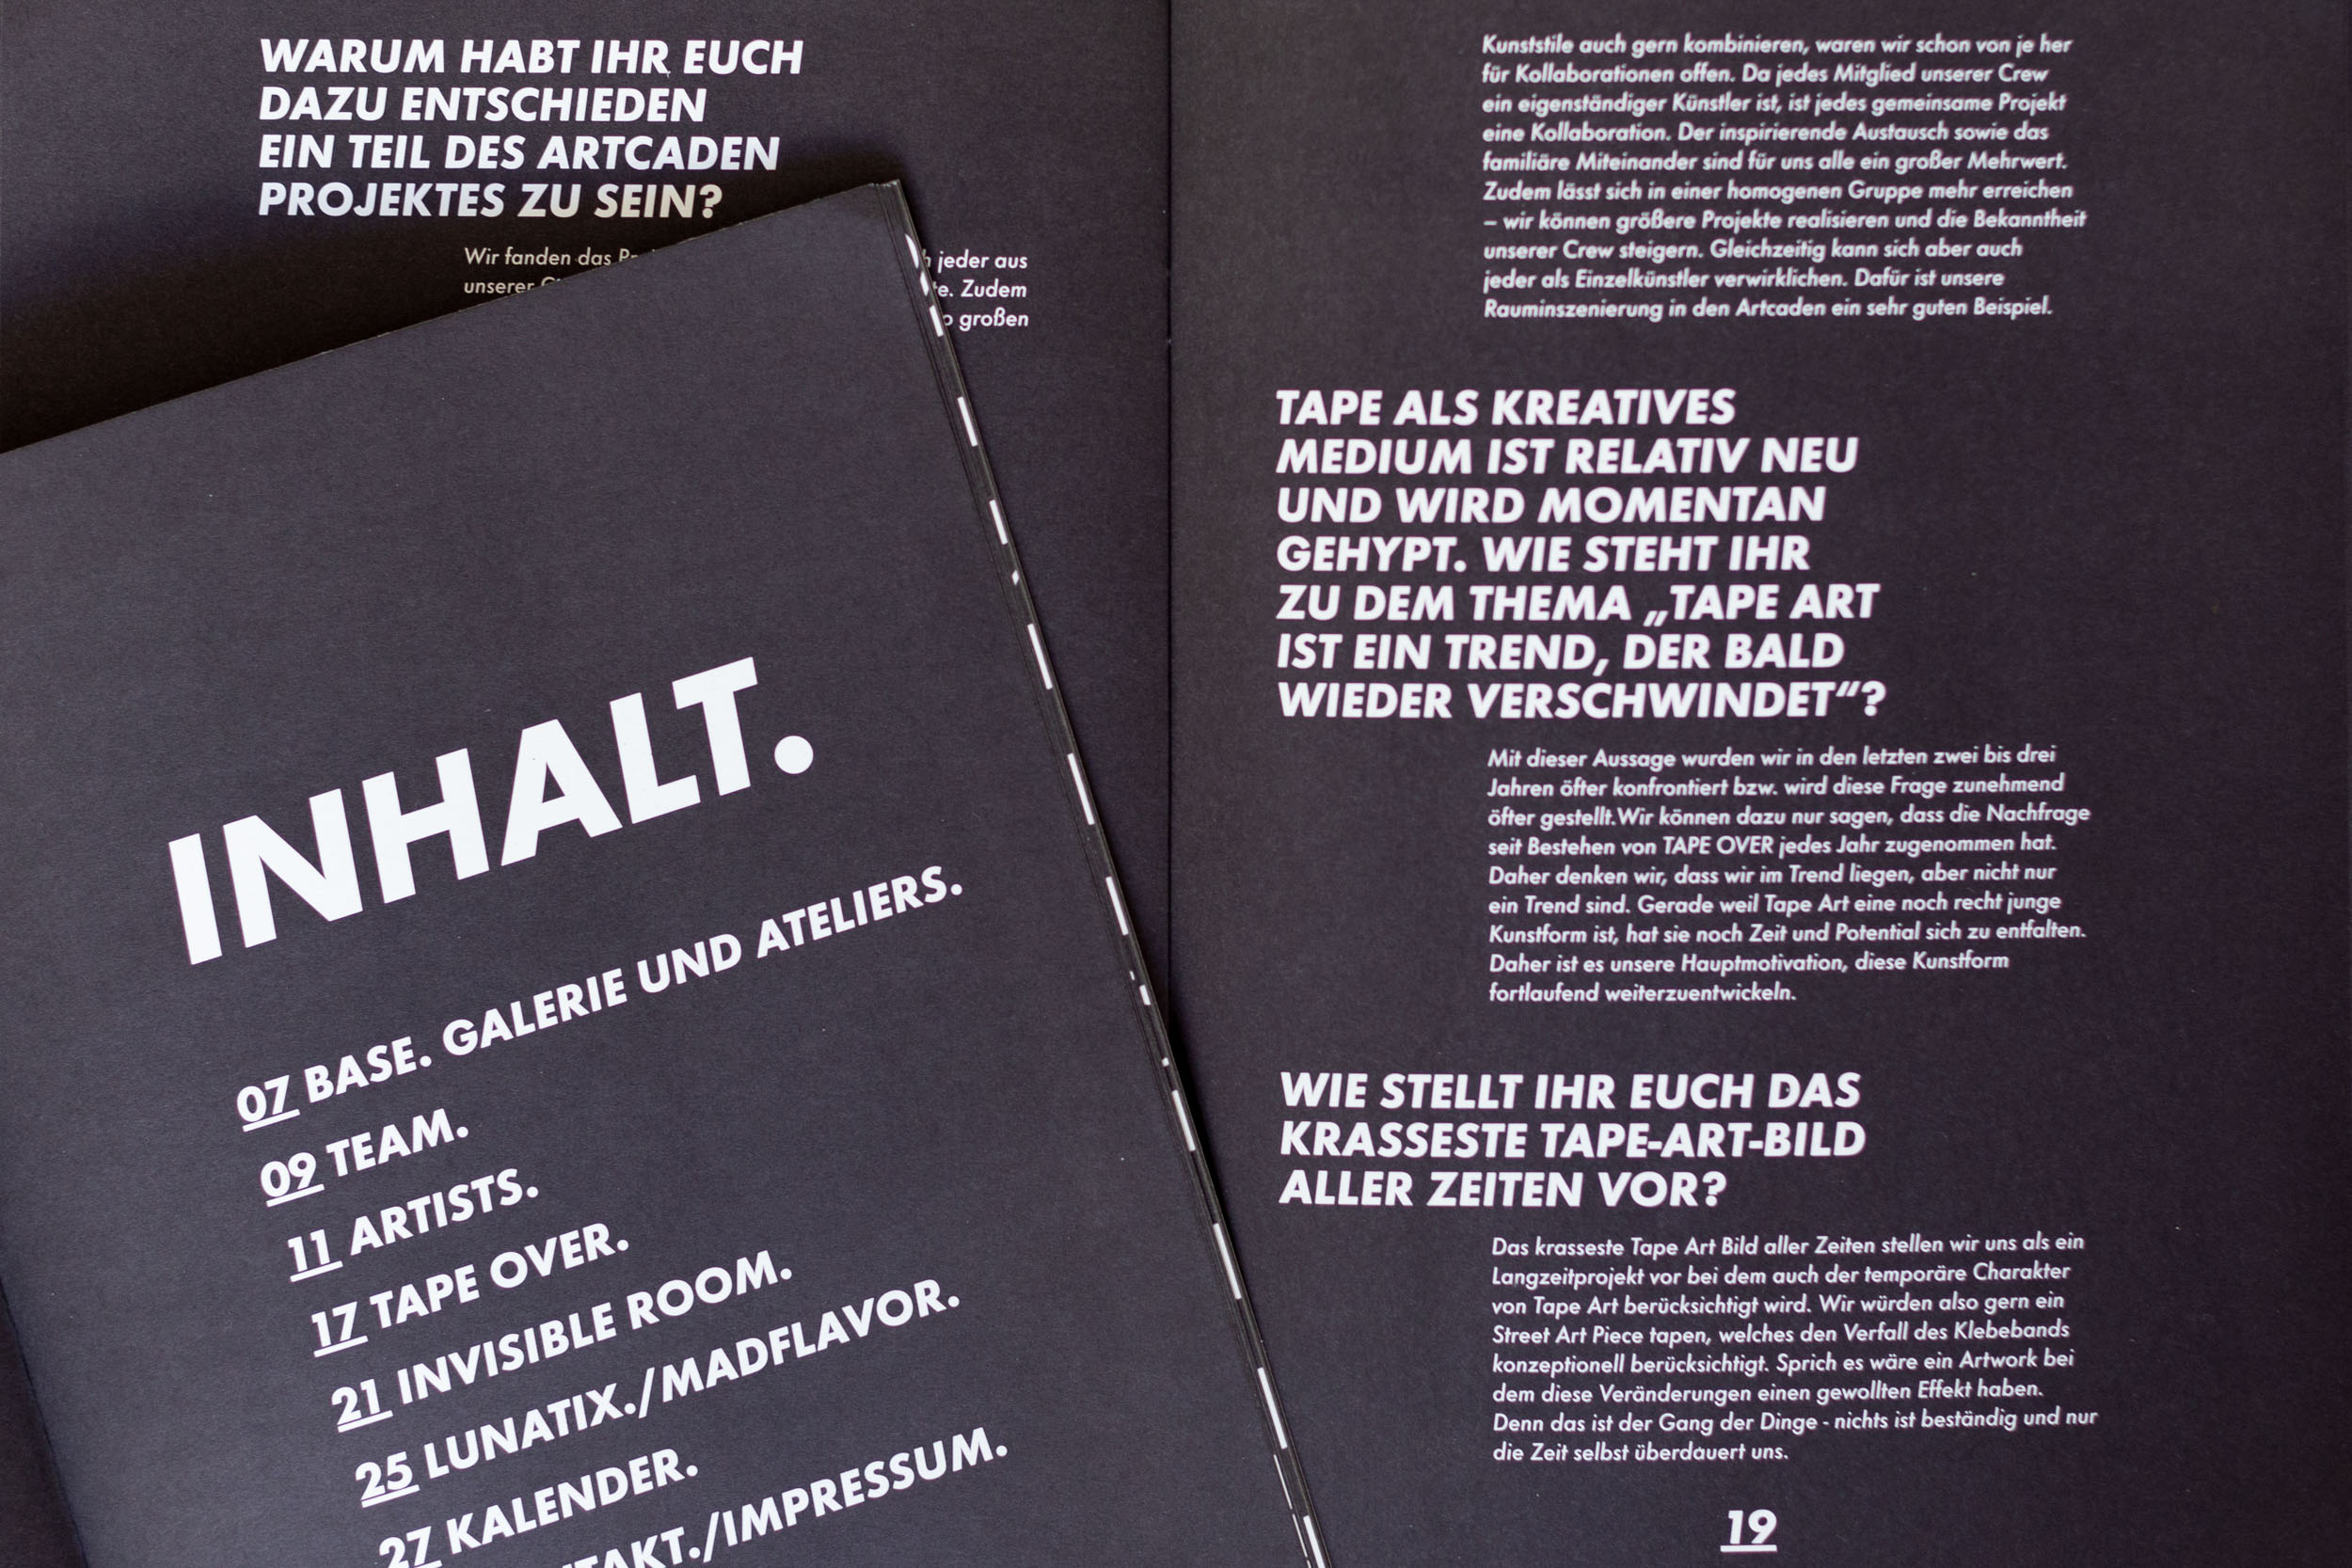 WARUM HABT IHR EUCH
DAZU ENTSCHIEDEN
EIN TEIL DES ARTCADEN
PROJEKTES ZU SEIN?
Wir fanden das
jeder aus
unserer
Zudem
großen
INHALT.
07 BASE. GALERIE UND ATELIERS.
09 TEAM.
11 ARTISTS.
17 TAPE OVER.
21 INVISIBLE ROOM.
25 LUNATIX./MADFLAVOR.
27 KALENDER.
/IMPRESSUM.
Kunststile auch gern kombinieren, waren wir schon von je her
für Kollaborationen offen. Da jedes Mitglied unserer Crew
ein eigenständiger Künstler ist, ist jedes gemeinsame Projekt
eine Kollaboration. Der inspirierende Austausch sowie das
familiäre Miteinander sind für uns alle ein großer Mehrwert.
Zudem lässt sich in einer homogenen Gruppe mehr erreichen
– wir können größere Projekte realisieren und die Bekanntheit
unserer Crew steigern. Gleichzeitig kann sich aber auch
jeder als Einzelkünstler verwirklichen. Dafür ist unsere
Rauminszenierung in den Artcaden ein sehr guten Beispiel.
TAPE ALS KREATIVES
MEDIUM IST RELATIV NEU
UND WIRD MOMENTAN
GEHYPT. WIE STEHT IHR
ZU DEM THEMA „TAPE ART
IST EIN TREND, DER BALD
WIEDER VERSCHWINDET“?
Mit dieser Aussage wurden wir in den letzten zwei bis drei
Jahren öfter konfrontiert bzw. wird diese Frage zunehmend
öfter gestellt.Wir können dazu nur sagen, dass die Nachfrage
seit Bestehen von TAPE OVER jedes Jahr zugenommen hat.
Daher denken wir, dass wir im Trend liegen, aber nicht nur
ein Trend sind. Gerade weil Tape Art eine noch recht junge
Kunstform ist, hat sie noch Zeit und Potential sich zu entfalten.
Daher ist es unsere Hauptmotivation, diese Kunstform
fortlaufend weiterzuentwickeln.
WIE STELLT IHR EUCH DAS
KRASSESTE TAPE-ART-BILD
ALLER ZEITEN VOR?
Das krasseste Tape Art Bild aller Zeiten stellen wir uns als ein
Langzeitprojekt vor bei dem auch der temporäre Charakter
von Tape Art berücksichtigt wird. Wir würden also gern ein
Street Art Piece tapen, welches den Verfall des Klebebands
konzeptionell berücksichtigt. Sprich es wäre ein Artwork bei
dem diese Veränderungen einen gewollten Effekt haben.
Denn das ist der Gang der Dinge - nichts ist beständig und nur
die Zeit selbst überdauert uns.
19